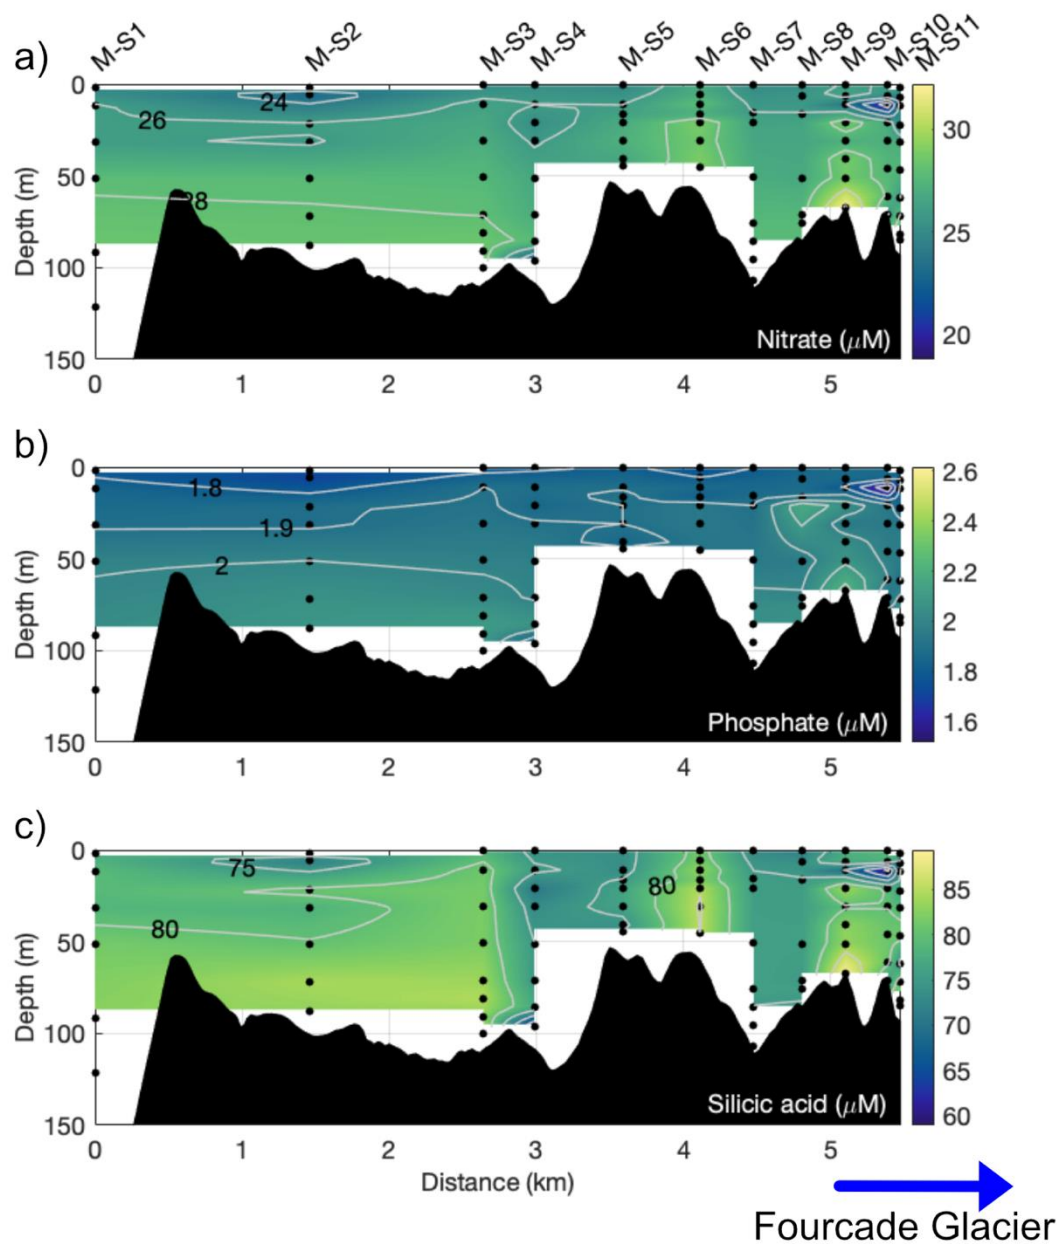 a)
M-S1 M-S2 M-S3 M-S4 M-S5 M-S6 M-S7 M-S8 M-S9 M-S10 M-S11
0
50
100
150
Depth (m)
24
26
28
Nitrate (μM)
0 1 2 3 4 5
30
25
20
b)
0
50
100
150
Depth (m)
1.8
1.9
2
Phosphate (μM)
0 1 2 3 4 5
2.6
2.4
2.2
2
1.8
1.6
c)
0
50
100
150
Depth (m)
75
80
80
Silicic acid (μM)
0 1 2 3 4 5
Distance (km)
85
80
75
70
65
60
Fourcade Glacier